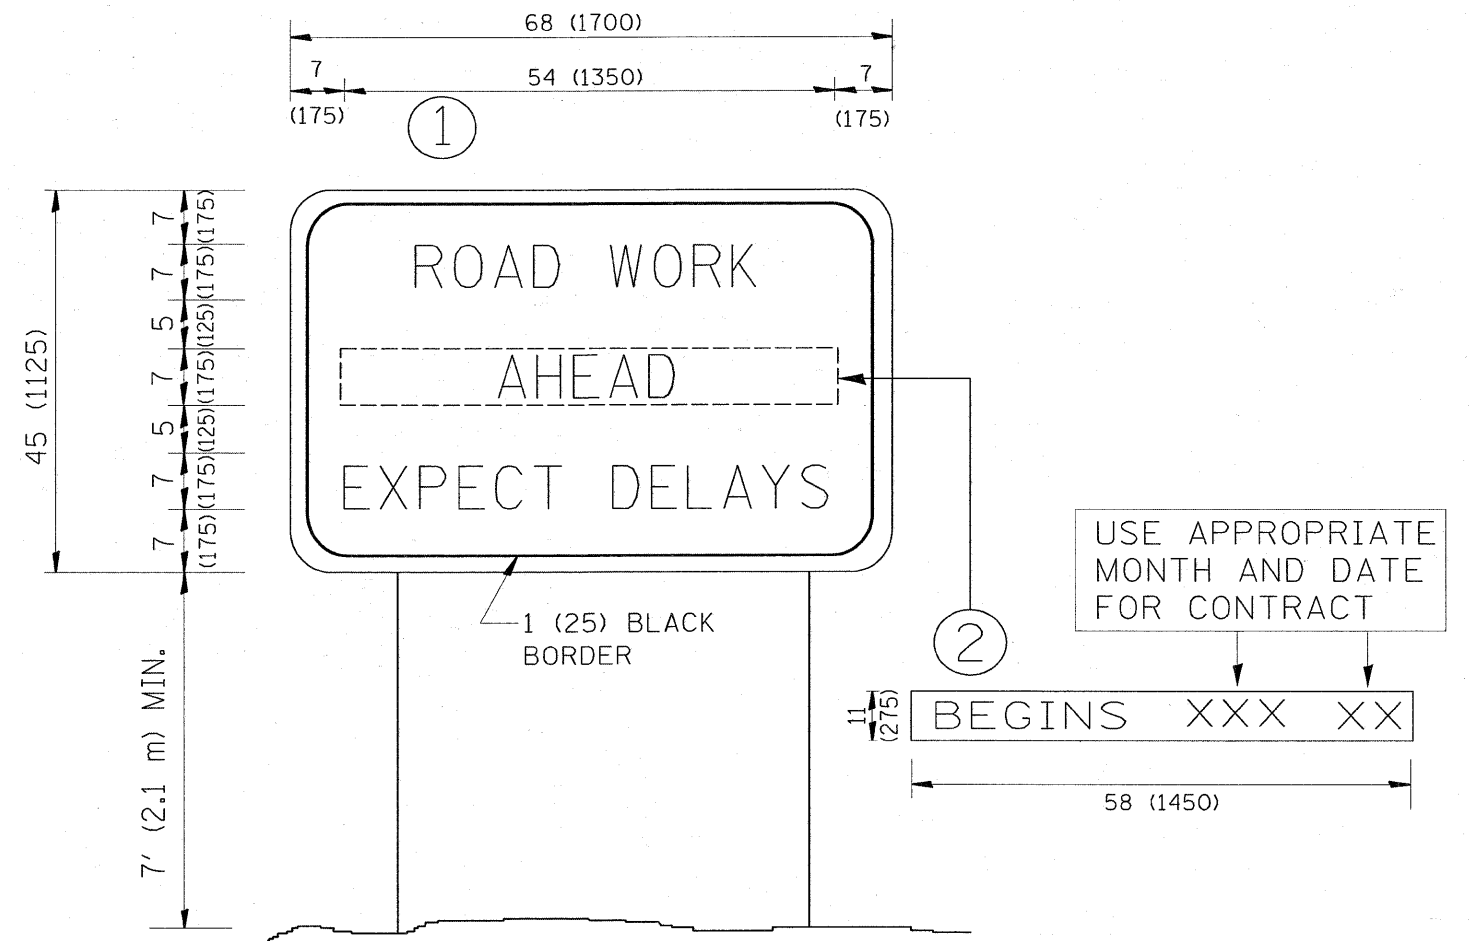 68 (1700)
7 54 (1350) 7
(175) (175)
1
7 (175)
7 (175)
5 (125)
7 (175)
5 (125)
7 (175)
7 (175)
45 (1125)
ROAD WORK
AHEAD
EXPECT DELAYS
1 (25) BLACK
BORDER
7' (2.1 m) MIN.
2
USE APPROPRIATE
MONTH AND DATE
FOR CONTRACT
11
(275)
BEGINS XXX XX
58 (1450)